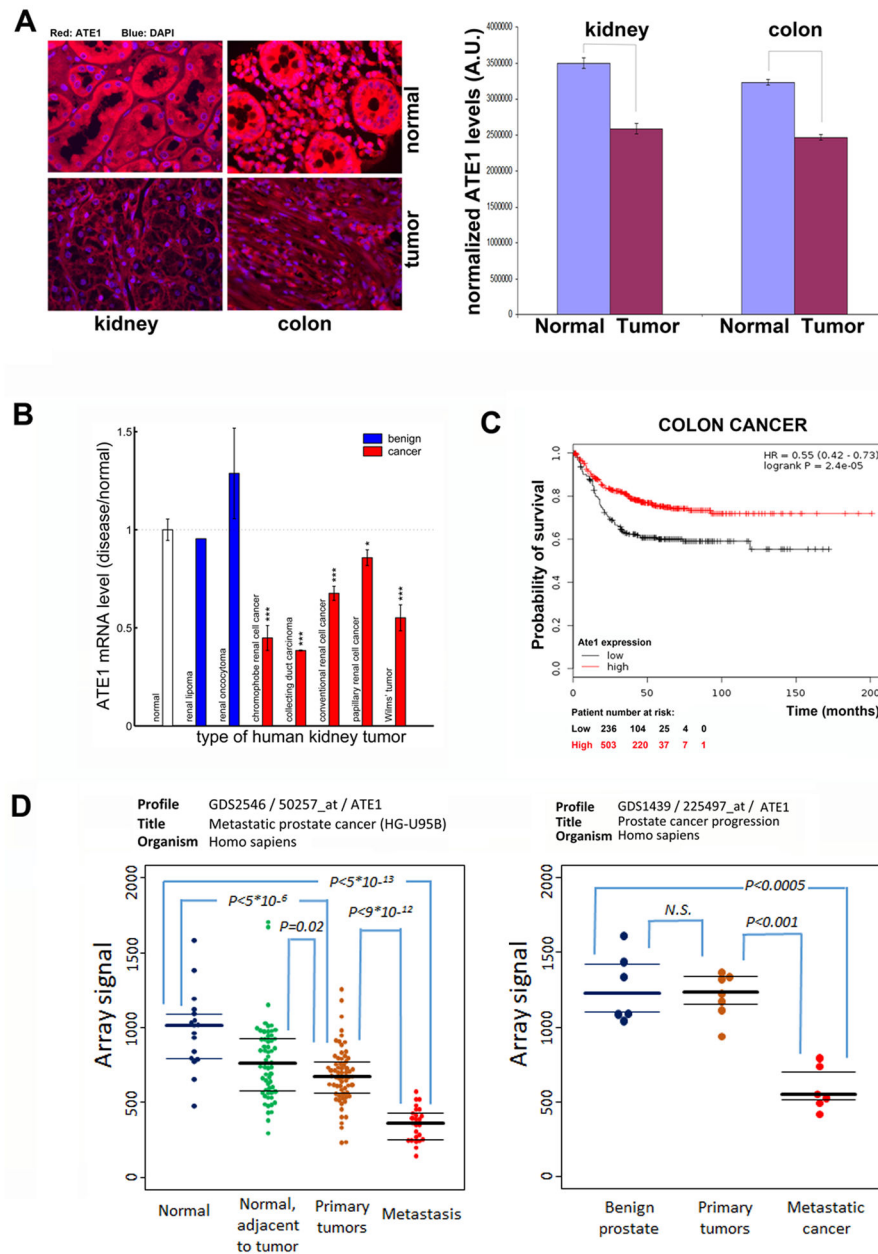 A
Red: ATE1 Blue: DAPI
normal
tumor
kidney colon
normalized ATE1 levels (A.U.)
4000000
3500000
3000000
2500000
2000000
1500000
1000000
500000
0
kidney colon
Normal Tumor Normal Tumor
B
ATE1 mRNA level (disease/normal)
1.5
1
0.5
0
benign
cancer
normal
renal lipoma
renal oncocytoma
chromophobe renal cell cancer
***
collecting duct carcinoma
***
conventional renal cell cancer
***
papillary renal cell cancer
*
Wilms' tumor
***
type of human kidney tumor
C
COLON CANCER
HR = 0.55 (0.42 - 0.73)
logrank P = 2.4e-05
Probability of survival
1.0
0.8
0.6
0.4
0.2
0.0
Ate1 expression
low
high
0 50 100 150 200
Time (months)
Patient number at risk:
Low 236 104 25 4 0
High 503 220 37 7 1
D
Profile GDS2546 / 50257_at / ATE1
Title Metastatic prostate cancer (HG-U95B)
Organism Homo sapiens
Array signal
2000
1500
1000
500
0
P<5*10-13
P<5*10-6
P=0.02
P<9*10-12
Normal
Normal,
adjacent
to tumor
Primary
tumors
Metastasis
Profile GDS1439 / 225497_at / ATE1
Title Prostate cancer progression
Organism Homo sapiens
Array signal
2000
1500
1000
500
0
P<0.0005
N.S.
P<0.001
Benign
prostate
Primary
tumors
Metastatic
cancer